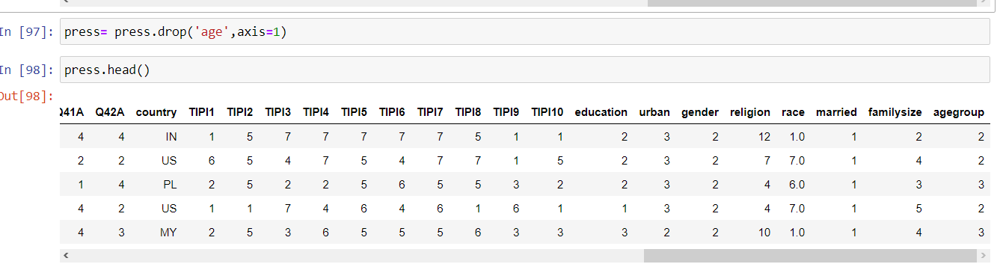 In [97]: press= press.drop('age',axis=1)
In [98]: press.head()
Out[98]:
Q41A Q42A country TIPI1 TIPI2 TIPI3 TIPI4 TIPI5 TIPI6 TIPI7 TIPI8 TIPI9 TIPI10 education urban gender religion race married familysize agegroup
4 4 IN 1 5 7 7 7 7 7 5 1 1 2 3 2 12 1.0 1 2 2
2 2 US 6 5 4 7 5 4 7 7 1 5 2 3 2 7 7.0 1 4 2
1 4 PL 2 5 2 2 5 6 5 5 3 2 2 3 2 4 6.0 1 3 3
4 2 US 1 1 7 4 6 4 6 1 6 1 1 3 2 4 7.0 1 5 2
4 3 MY 2 5 3 6 5 5 5 6 3 3 3 2 2 10 1.0 1 4 3